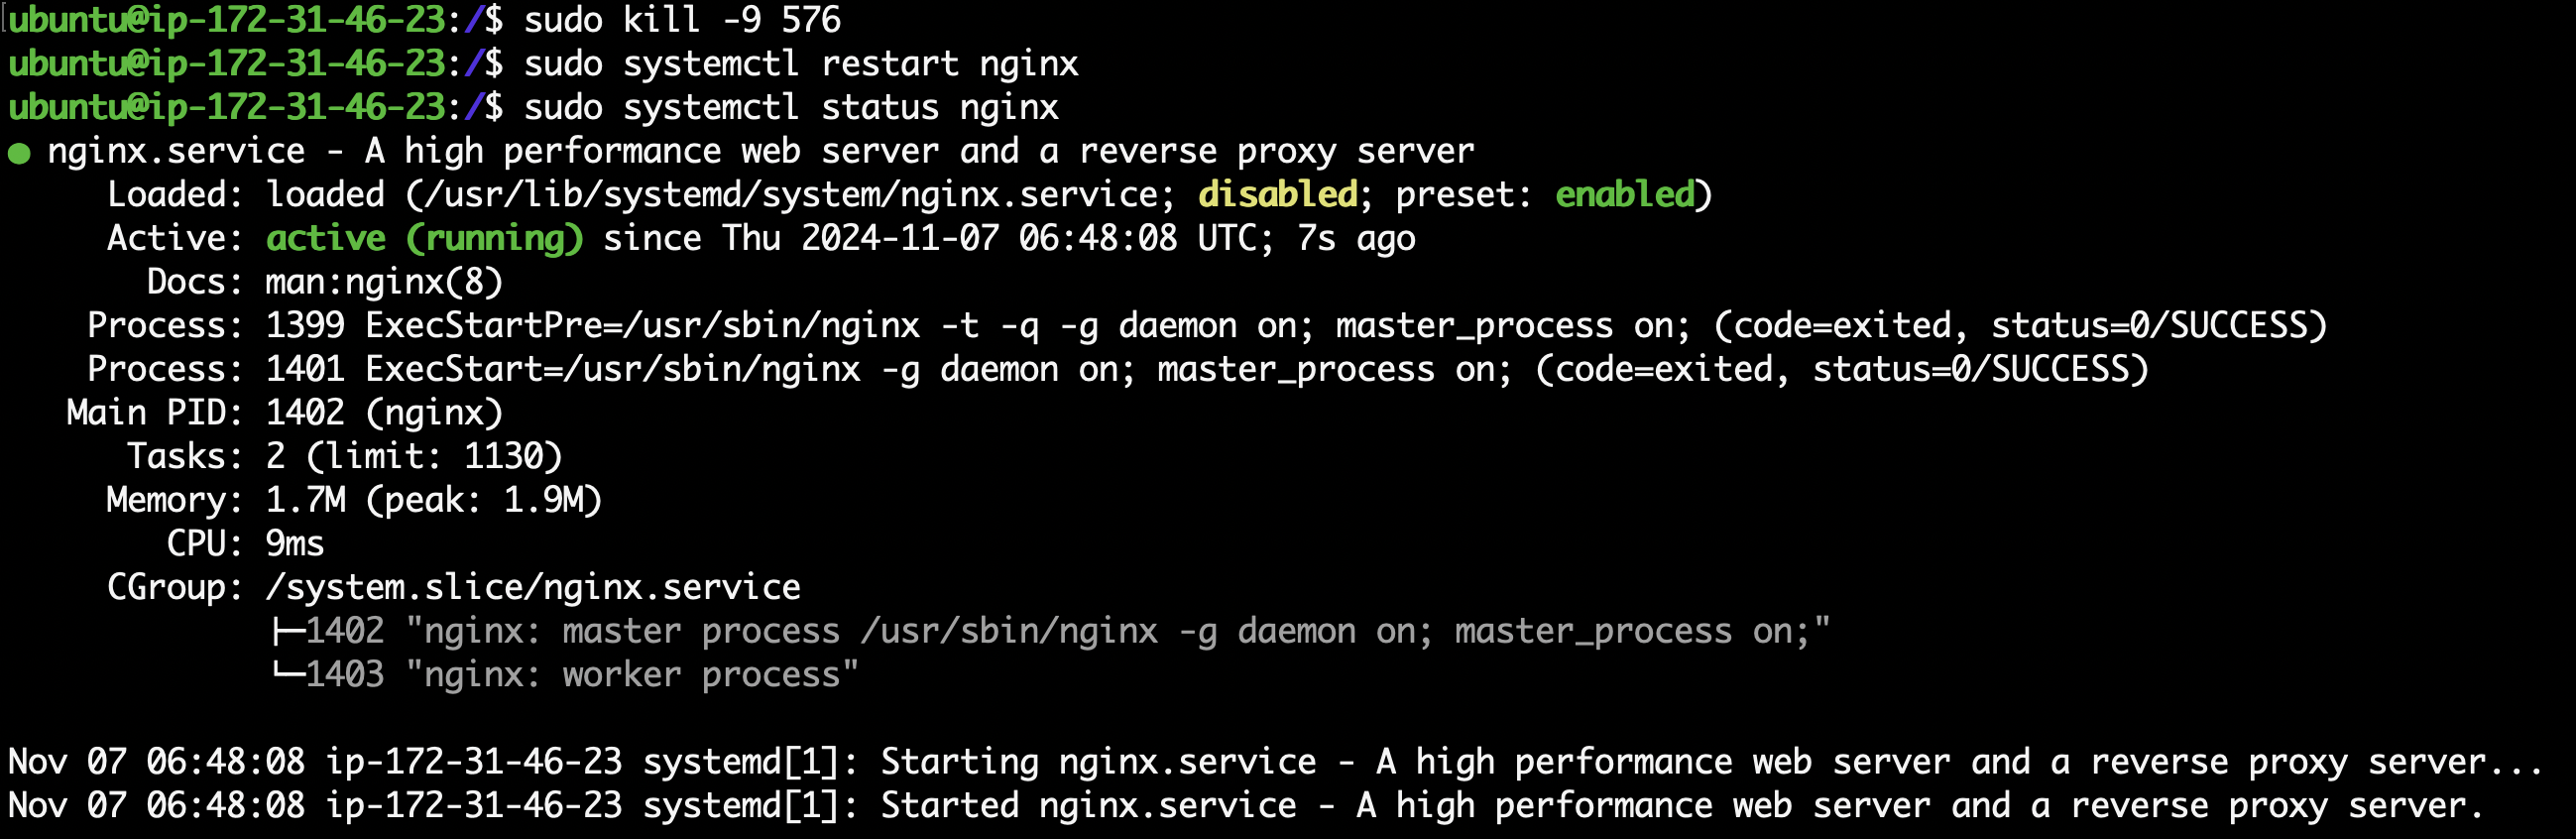 ubuntu@ip-172-31-46-23:/$ sudo kill -9 576
ubuntu@ip-172-31-46-23:/$ sudo systemctl restart nginx
ubuntu@ip-172-31-46-23:/$ sudo systemctl status nginx
● nginx.service - A high performance web server and a reverse proxy server
     Loaded: loaded (/usr/lib/systemd/system/nginx.service; disabled; preset: enabled)
     Active: active (running) since Thu 2024-11-07 06:48:08 UTC; 7s ago
       Docs: man:nginx(8)
    Process: 1399 ExecStartPre=/usr/sbin/nginx -t -q -g daemon on; master_process on; (code=exited, status=0/SUCCESS)
    Process: 1401 ExecStart=/usr/sbin/nginx -g daemon on; master_process on; (code=exited, status=0/SUCCESS)
   Main PID: 1402 (nginx)
      Tasks: 2 (limit: 1130)
     Memory: 1.7M (peak: 1.9M)
        CPU: 9ms
     CGroup: /system.slice/nginx.service
             ├─1402 "nginx: master process /usr/sbin/nginx -g daemon on; master_process on;"
             └─1403 "nginx: worker process"

Nov 07 06:48:08 ip-172-31-46-23 systemd[1]: Starting nginx.service - A high performance web server and a reverse proxy server...
Nov 07 06:48:08 ip-172-31-46-23 systemd[1]: Started nginx.service - A high performance web server and a reverse proxy server.